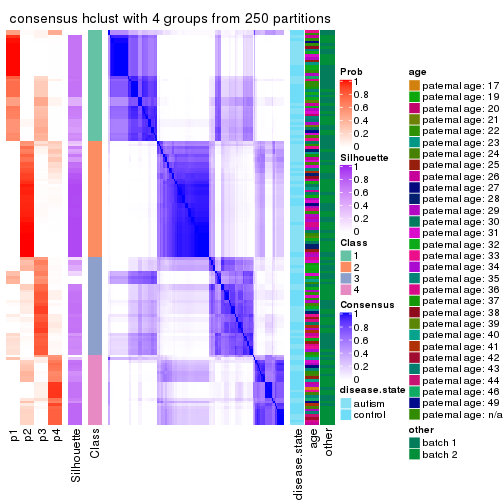 consensus hclust with 4 groups from 250 partitions
p1
p2
p3
p4
Silhouette
Class
disease.state
age
other
Prob
1
0.8
0.6
0.4
0.2
0
Silhouette
1
0.8
0.6
0.4
0.2
0
Class
1
2
3
4
Consensus
1
0.8
0.6
0.4
0.2
0
disease.state
autism
control
age
paternal age: 17
paternal age: 19
paternal age: 20
paternal age: 21
paternal age: 22
paternal age: 23
paternal age: 24
paternal age: 25
paternal age: 26
paternal age: 27
paternal age: 28
paternal age: 29
paternal age: 30
paternal age: 31
paternal age: 32
paternal age: 33
paternal age: 34
paternal age: 35
paternal age: 36
paternal age: 37
paternal age: 38
paternal age: 39
paternal age: 40
paternal age: 41
paternal age: 42
paternal age: 43
paternal age: 44
paternal age: 46
paternal age: 49
paternal age: n/a
other
batch 1
batch 2